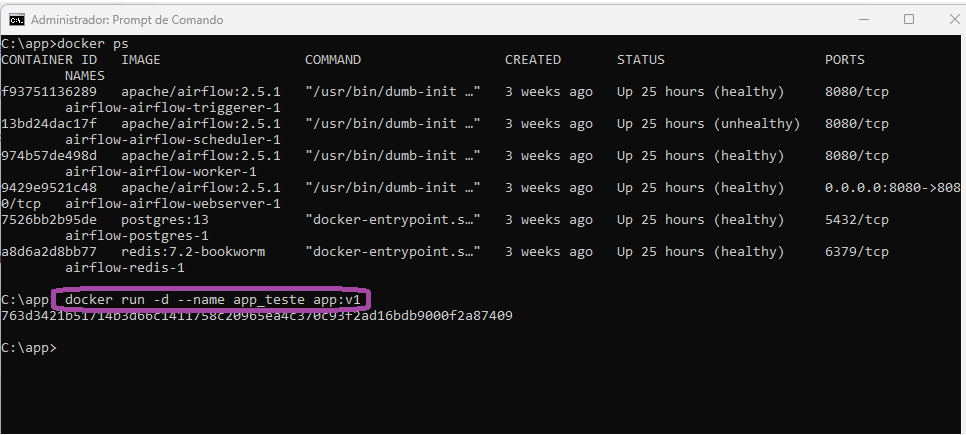 Administrador: Prompt de Comando
C:\app>docker ps
CONTAINER ID IMAGE COMMAND CREATED STATUS PORTS
NAMES
f93751136289 apache/airflow:2.5.1 "/usr/bin/dumb-init …" 3 weeks ago Up 25 hours (healthy) 8080/tcp
airflow-airflow-triggerer-1
13bd24dac17f apache/airflow:2.5.1 "/usr/bin/dumb-init …" 3 weeks ago Up 25 hours (unhealthy) 8080/tcp
airflow-airflow-scheduler-1
974b57de498d apache/airflow:2.5.1 "/usr/bin/dumb-init …" 3 weeks ago Up 25 hours (healthy) 8080/tcp
airflow-airflow-worker-1
9429e9521c48 apache/airflow:2.5.1 "/usr/bin/dumb-init …" 3 weeks ago Up 25 hours (healthy) 0.0.0.0:8080->808
0/tcp airflow-airflow-webserver-1
7526bb2b95de postgres:13 "docker-entrypoint.s…" 3 weeks ago Up 25 hours (healthy) 5432/tcp
airflow-postgres-1
a8d6a2d8bb77 redis:7.2-bookworm "docker-entrypoint.s…" 3 weeks ago Up 25 hours (healthy) 6379/tcp
airflow-redis-1
C:\app> docker run -d --name app_teste app:v1
763d3421b51714b3d66c1411758c20965ea4c370c93f2ad16bdb9000f2a87409
C:\app>